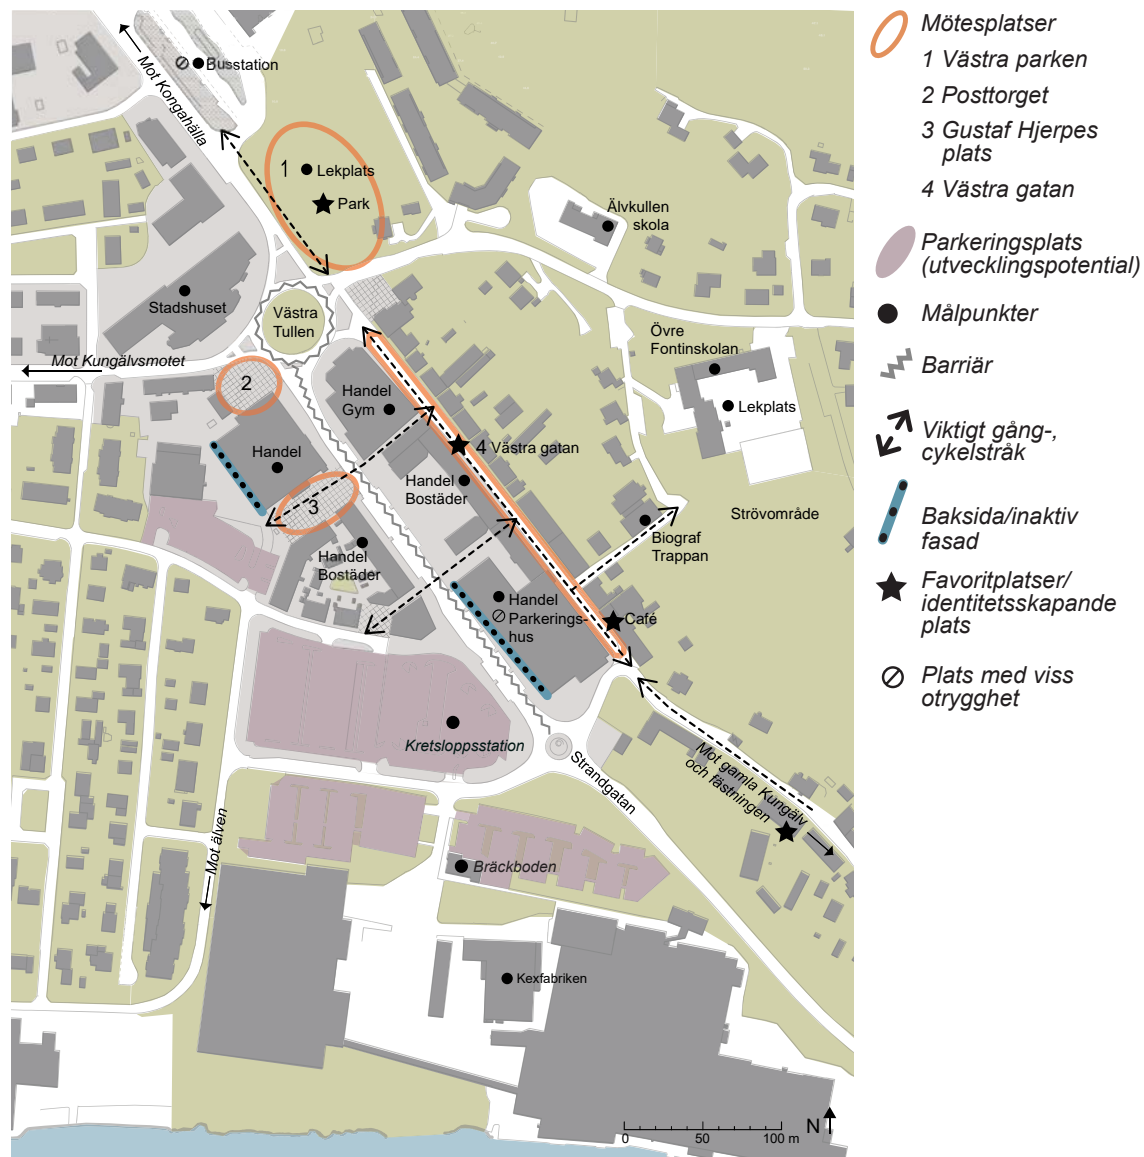 Mot Kongahälla
Busstation
1
Lekplats
Park
Älvkullen
skola
Stadshuset
Västra
Tullen
Mot Kungälvsmotet
2
Övre
Fontinskolan
Lekplats
Handel
Gym
4 Västra gatan
Handel
Handel
Bostäder
3
Strövområde
Biograf
Trappan
Handel
Bostäder
Handel
Parkerings-
hus
Café
Kretsloppsstation
Strandgatan
Mot gamla Kungälv
och fästningen
Mot älven
Bräckboden
Kexfabriken
N
0 50 100 m
Mötesplatser
1 Västra parken
2 Posttorget
3 Gustaf Hjerpes
plats
4 Västra gatan
Parkeringsplats
(utvecklingspotential)
Målpunkter
Barriär
Viktigt gång-,
cykelstråk
Baksida/inaktiv
fasad
Favoritplatser/
identitetsskapande
plats
Plats med viss
otrygghet